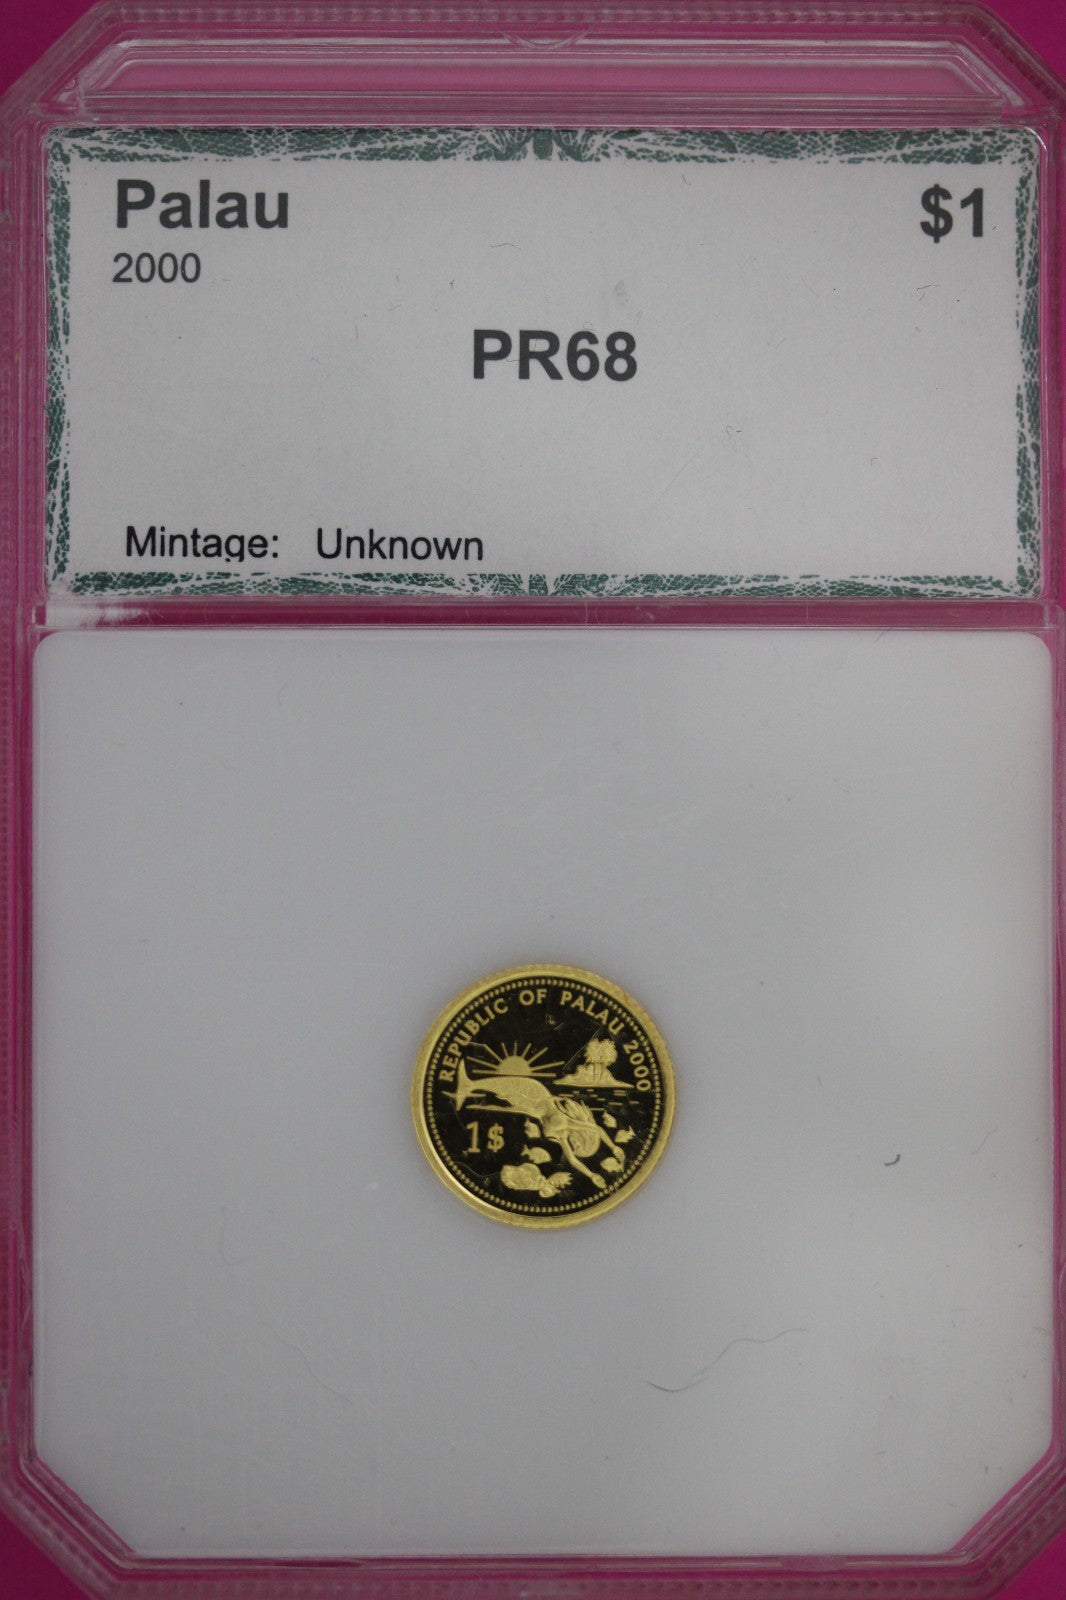 Palau
$1
2000
PR68
Mintage: Unknown
REPUBLIC OF PALAU 2000
1$